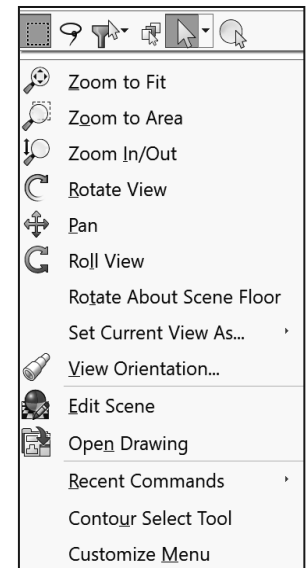 Zoom to Fit
Zoom to Area
Zoom In/Out
Rotate View
Pan
Roll View
Rotate About Scene Floor
Set Current View As...
View Orientation...
Edit Scene
Open Drawing
Recent Commands
Contour Select Tool
Customize Menu